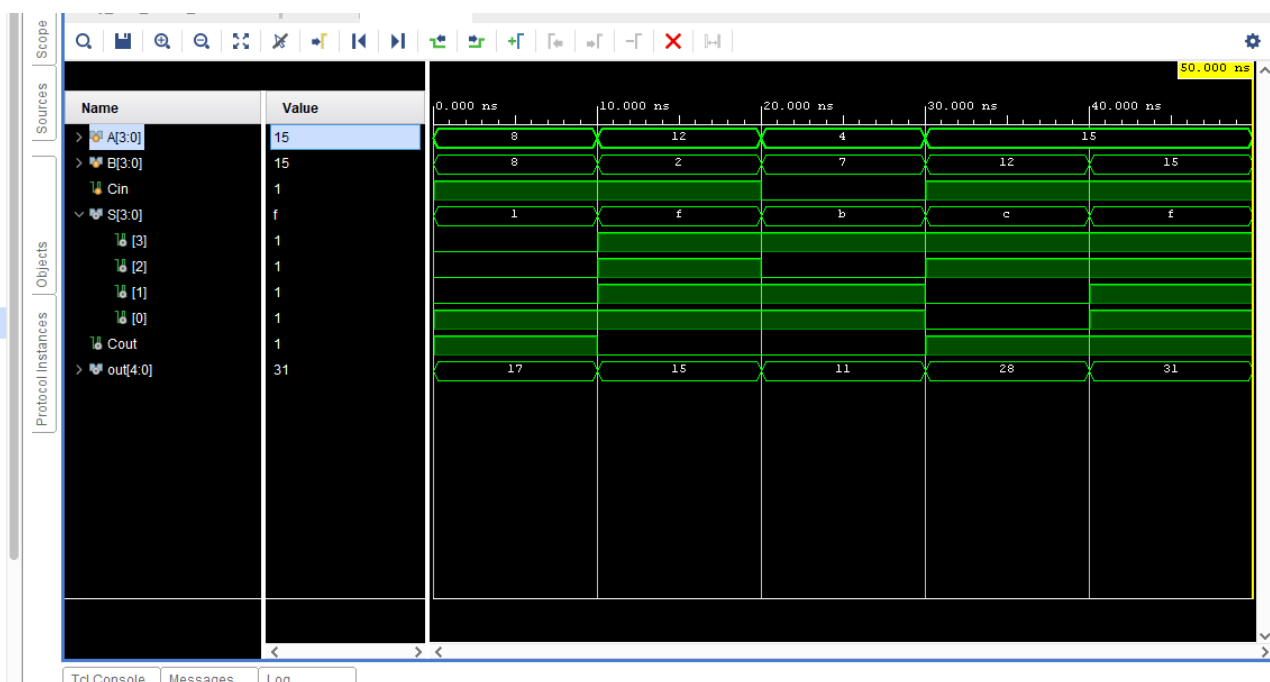 Scope
Sources
Objects
Protocol Instances
50.000 ns
Name Value 0.000 ns 10.000 ns 20.000 ns 30.000 ns 40.000 ns
A[3:0] 15 8 12 4 15
B[3:0] 15 8 2 7 12 15
Cin 1
S[3:0] f 1 f b c f
[3] 1
[2] 1
[1] 1
[0] 1
Cout 1
out[4:0] 31 17 15 11 28 31
Tcl Console Messages Log